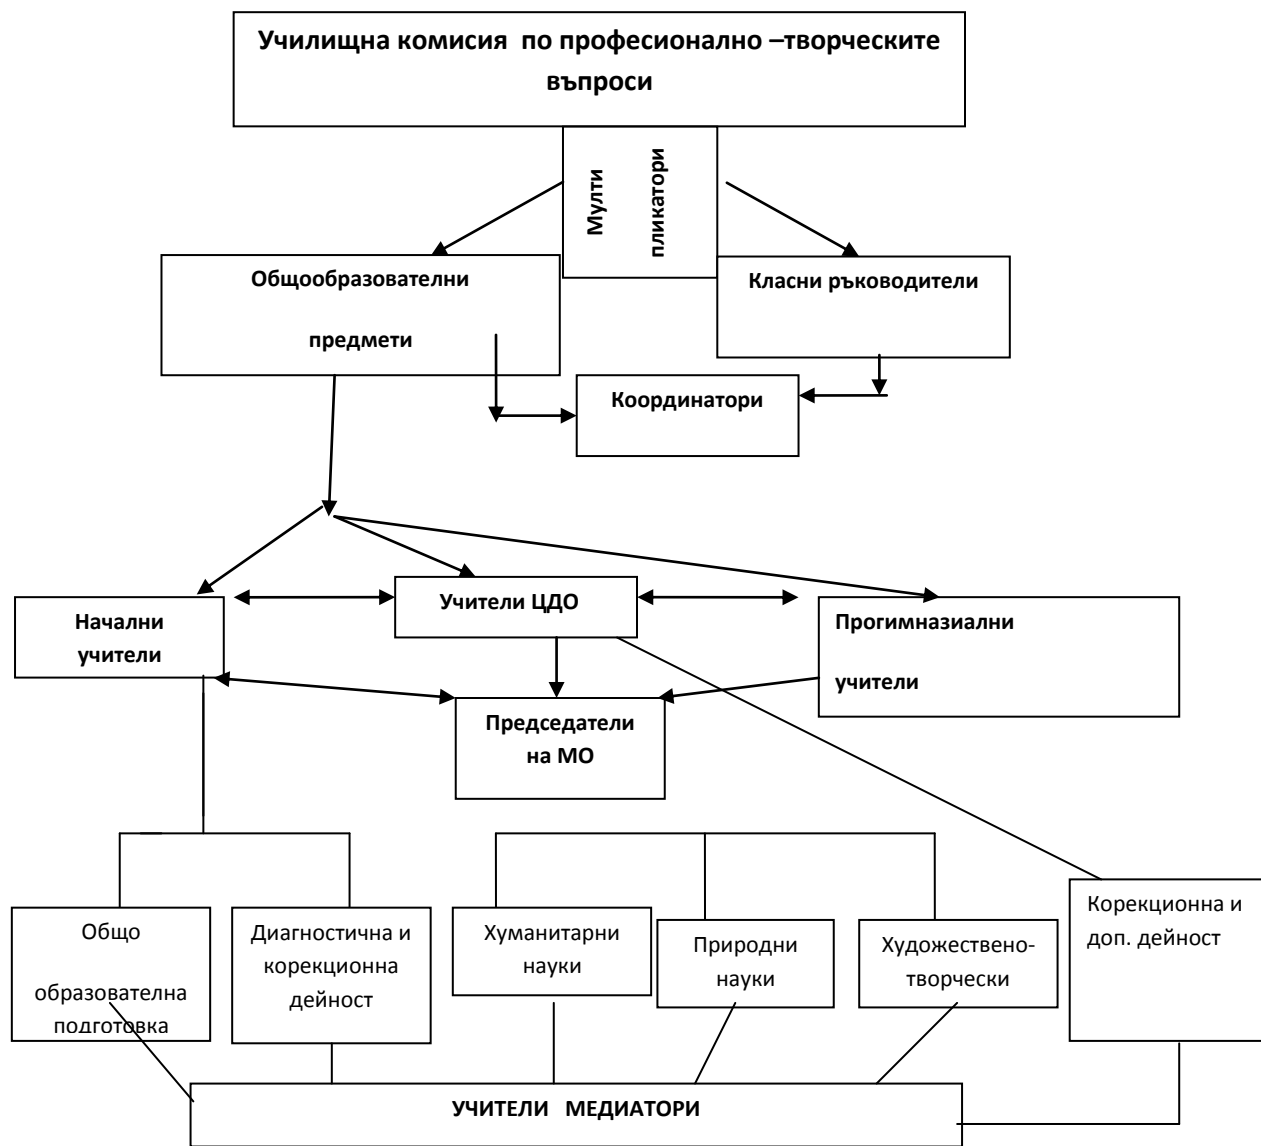 Училищна комисия по професионално –творческите
въпроси
Мулти
пликатори
Общообразователни
предмети
Класни ръководители
Координатори
Начални
учители
Учители ЦДО
Прогимназиални
учители
Председатели
на МО
Общо
образователна
подготовка
Диагностична и
корекционна
дейност
Хуманитарни
науки
Природни
науки
Художествено-
творчески
Корекционна и
доп. дейност
УЧИТЕЛИ МЕДИАТОРИ